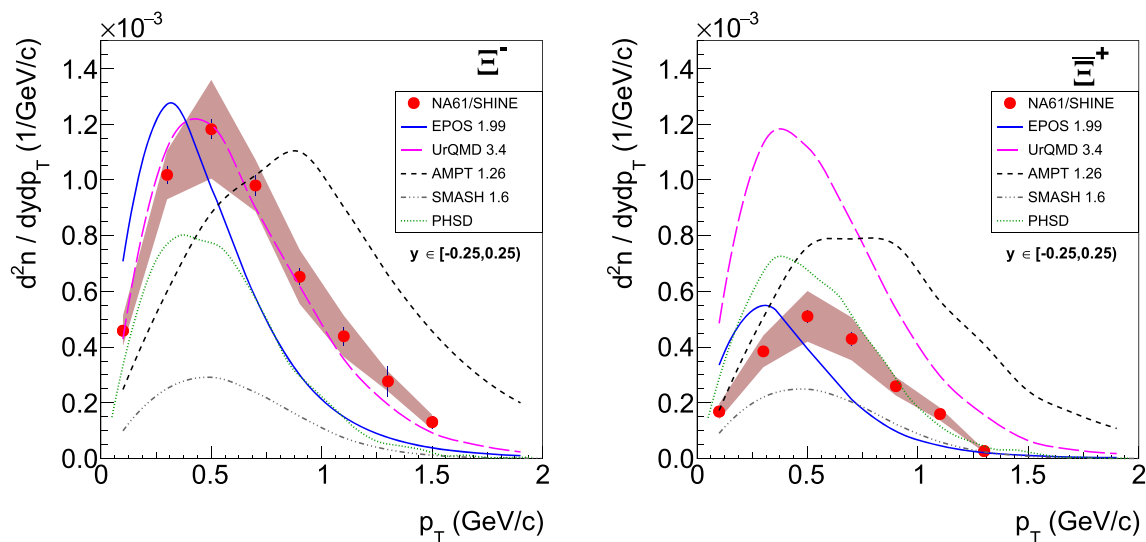 ×10⁻³
d²n / dydp_T (1/GeV/c)
1.4
1.2
1.0
0.8
0.6
0.4
0.2
0.0
0
0.5
1
1.5
2
p_T (GeV/c)
Ξ⁻
NA61/SHINE
EPOS 1.99
UrQMD 3.4
AMPT 1.26
SMASH 1.6
PHSD
y ∈ [-0.25,0.25)
×10⁻³
d²n / dydp_T (1/GeV/c)
1.4
1.2
1.0
0.8
0.6
0.4
0.2
0.0
0
0.5
1
1.5
2
p_T (GeV/c)
Ξ̅⁺
NA61/SHINE
EPOS 1.99
UrQMD 3.4
AMPT 1.26
SMASH 1.6
PHSD
y ∈ [-0.25,0.25)